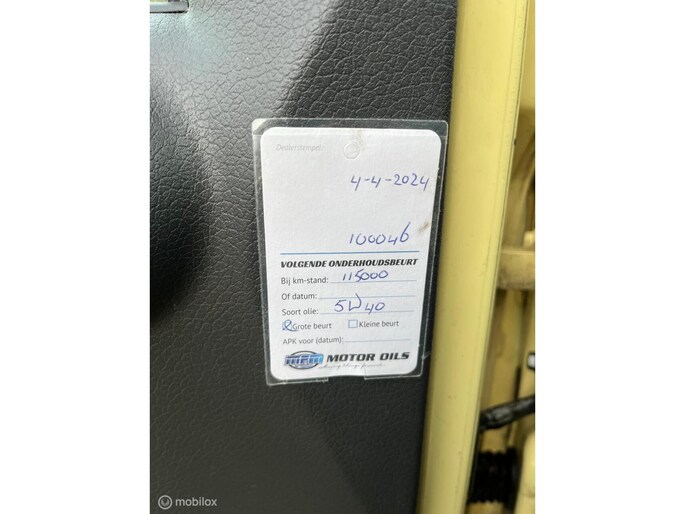 Dealerstempel:
4-4-2024
100046
VOLGENDE ONDERHOUDSBEURT
Bij km-stand: 115000
Of datum:
Soort olie: 5W40
Grote beurt Kleine beurt
APK voor (datum):
MPM MOTOR OILS
mobilox